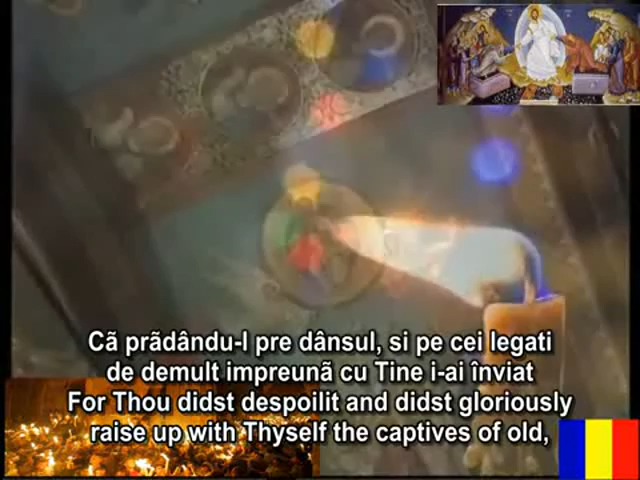 Cã prãdându-l pre dânsul, si pe cei legati
de demult impreunã cu Tine i-ai înviat
For Thou didst despoilit and didst gloriously
raise up with Thyself the captives of old,